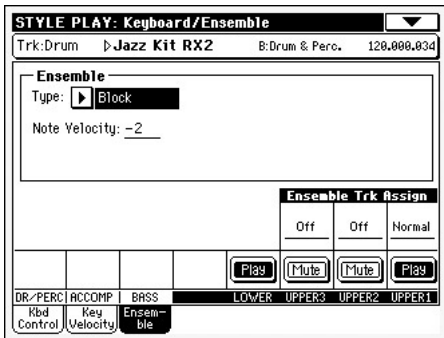 STYLE PLAY: Keyboard/Ensemble
Trk:Drum Jazz Kit RX2 B:Drum & Perc. 120.000.034
Ensemble
Type: Block
Note Velocity: -2
Ensemble Trk Assign
Off Off Normal
Play Mute Mute Play
DR/PERC ACCOMP BASS LOWER UPPER3 UPPER2 UPPER1
Kbd Key Ensem-
Control Velocity ble